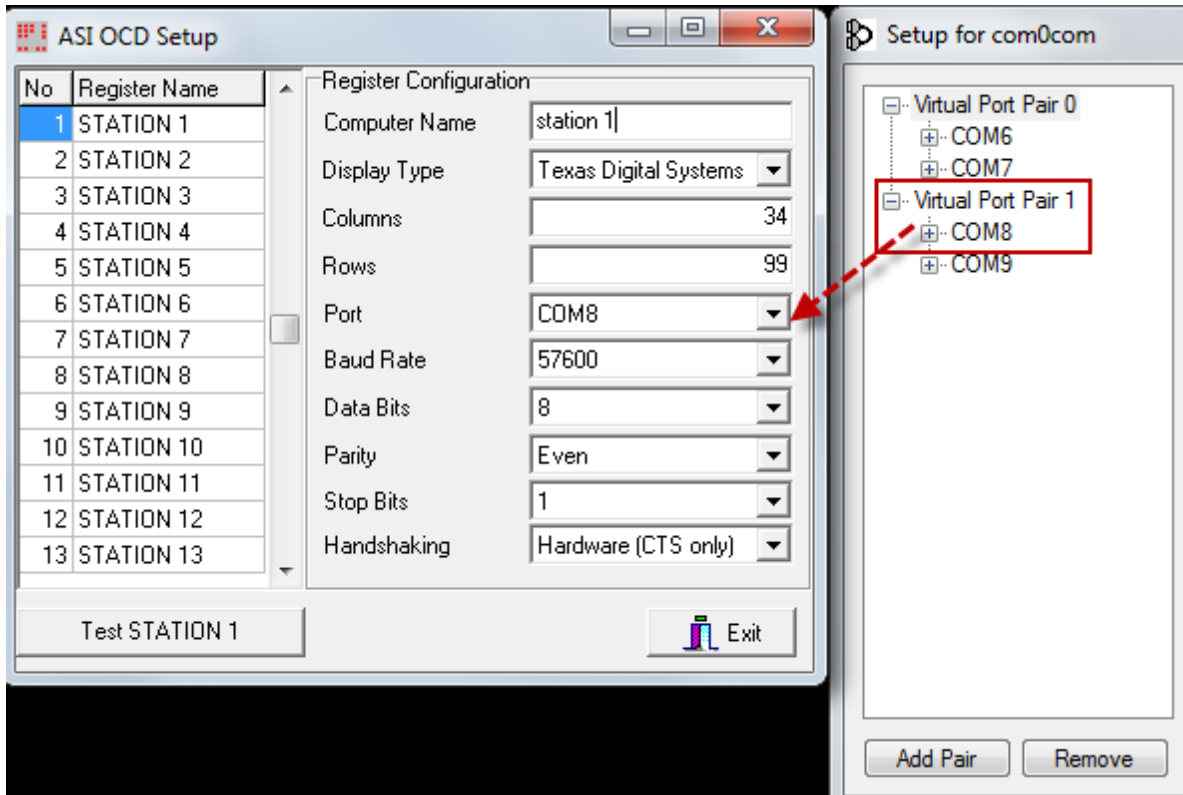 ASI OCD Setup
No Register Name
1 STATION 1
2 STATION 2
3 STATION 3
4 STATION 4
5 STATION 5
6 STATION 6
7 STATION 7
8 STATION 8
9 STATION 9
10 STATION 10
11 STATION 11
12 STATION 12
13 STATION 13
Test STATION 1
Register Configuration
Computer Name station 1
Display Type Texas Digital Systems
Columns 34
Rows 99
Port COM8
Baud Rate 57600
Data Bits 8
Parity Even
Stop Bits 1
Handshaking Hardware (CTS only)
Exit
Setup for com0com
Virtual Port Pair 0
COM6
COM7
Virtual Port Pair 1
COM8
COM9
Add Pair Remove